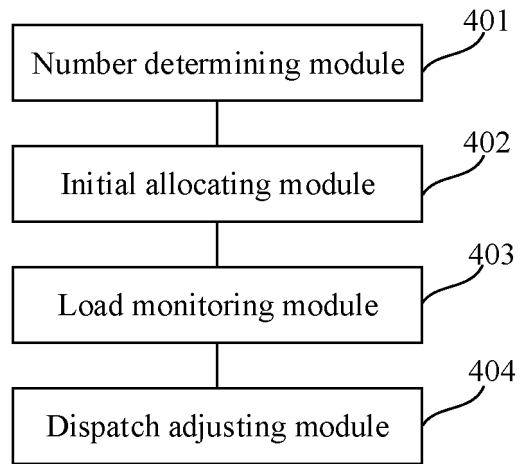 401
Number determining module
402
Initial allocating module
403
Load monitoring module
404
Dispatch adjusting module